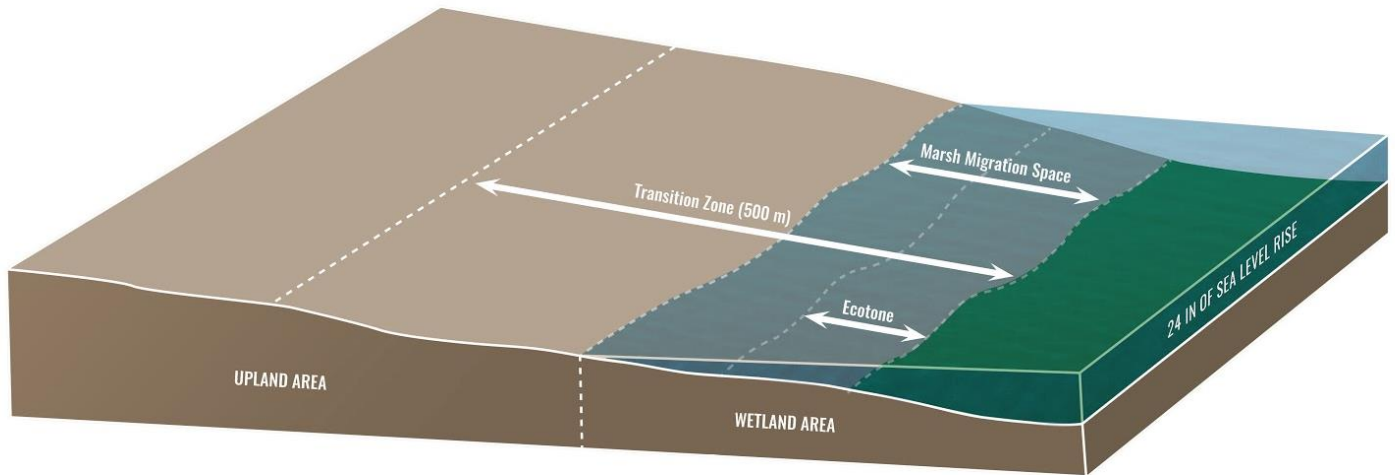 Marsh Migration Space
Transition Zone (500 m)
24 IN OF SEA LEVEL RISE
Ecotone
UPLAND AREA
WETLAND AREA